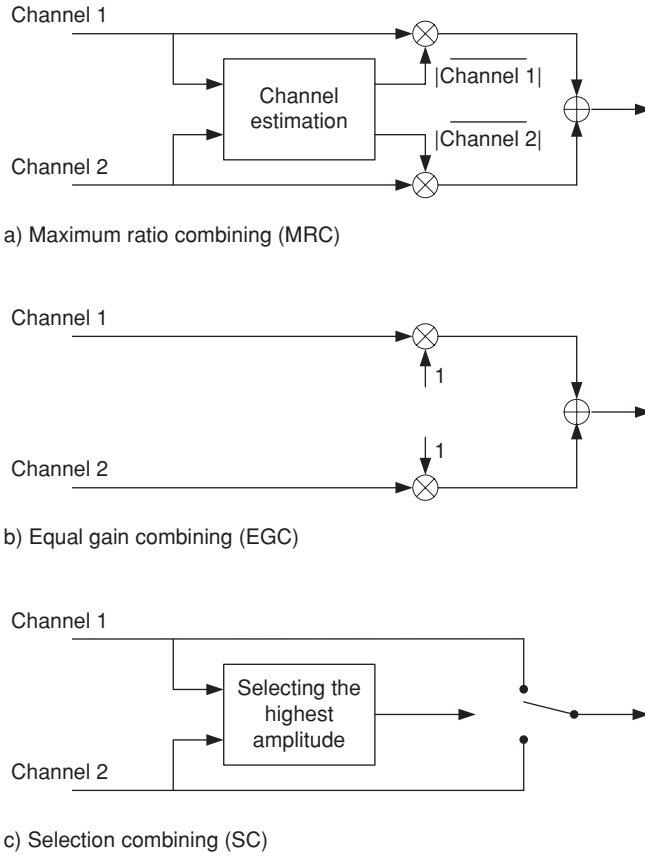 Channel 1
|Channel 1|
Channel
estimation
|Channel 2|
Channel 2
a) Maximum ratio combining (MRC)
Channel 1
1
1
Channel 2
b) Equal gain combining (EGC)
Channel 1
Selecting the
highest
amplitude
Channel 2
c) Selection combining (SC)